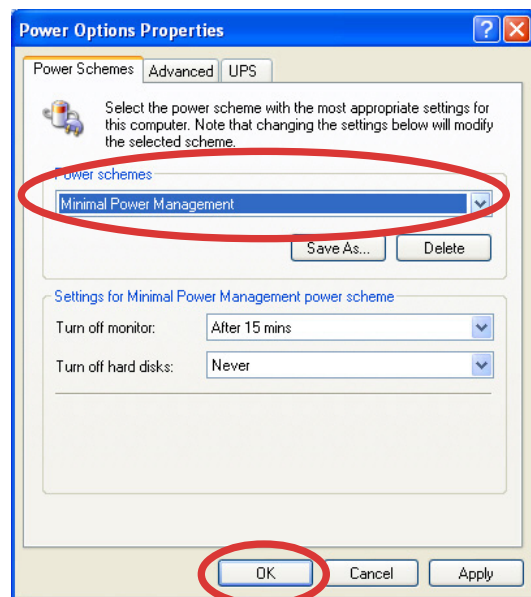 Power Options Properties
Power Schemes Advanced UPS
Select the power scheme with the most appropriate settings for
this computer. Note that changing the settings below will modify
the selected scheme.
Power schemes
Minimal Power Management
Save As... Delete
Settings for Minimal Power Management power scheme
Turn off monitor: After 15 mins
Turn off hard disks: Never
OK Cancel Apply